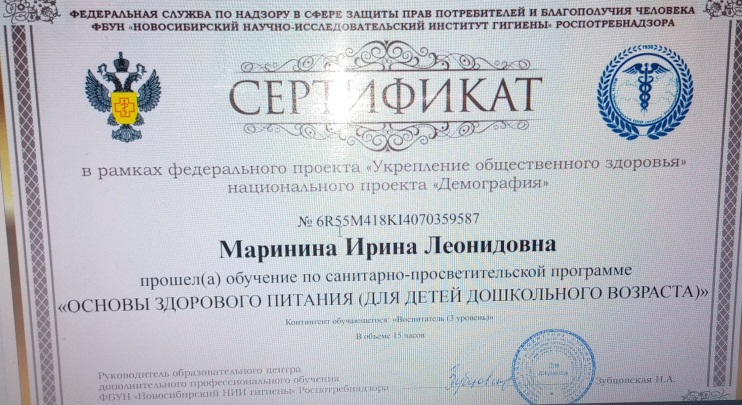 ФЕДЕРАЛЬНАЯ СЛУЖБА ПО НАДЗОРУ В СФЕРЕ ЗАЩИТЫ ПРАВ ПОТРЕБИТЕЛЕЙ И БЛАГОПОЛУЧИЯ ЧЕЛОВЕКА
ФБУН «НОВОСИБИРСКИЙ НАУЧНО-ИССЛЕДОВАТЕЛЬСКИЙ ИНСТИТУТ ГИГИЕНЫ» РОСПОТРЕБНАДЗОРА
СЕРТИФИКАТ
в рамках федерального проекта «Укрепление общественного здоровья»
национального проекта «Демография»
№ 6R55M418KI4070359587
Маринина Ирина Леонидовна
прошел(а) обучение по санитарно-просветительской программе
«ОСНОВЫ ЗДОРОВОГО ПИТАНИЯ (ДЛЯ ДЕТЕЙ ДОШКОЛЬНОГО ВОЗРАСТА)»
Контингент обучающегося: «Воспитатель (3 уровень)»
В объеме 15 часов
Руководитель образовательного центра
дополнительного профессионального обучения
ФБУН «Новосибирский НИИ гигиены» Роспотребнадзора
Для документов
Зубцовская Н.А.